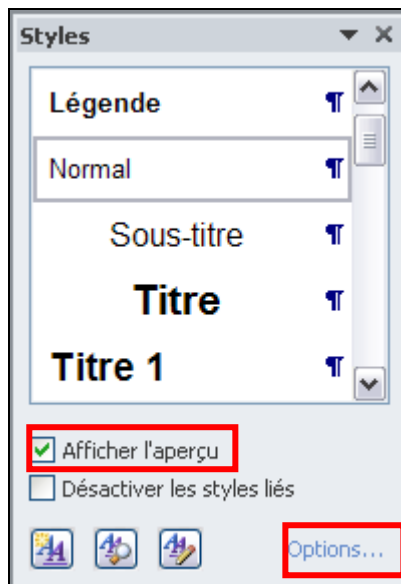 Styles
Légende ¶
Normal ¶
Sous-titre ¶
Titre ¶
Titre 1 ¶
Afficher l'aperçu
Désactiver les styles liés
Options...